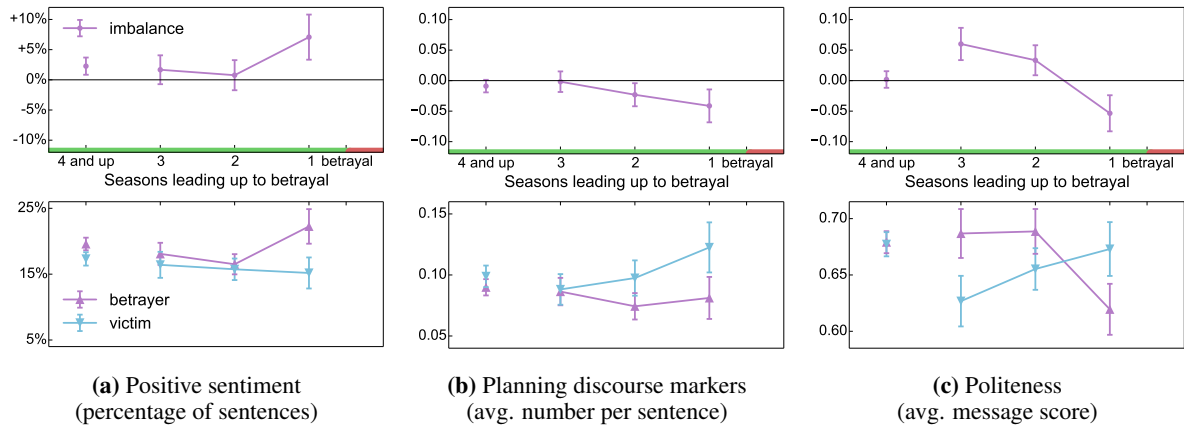 +10%
+5%
0%
-5%
-10%
imbalance
4 and up 3 2 1 betrayal
Seasons leading up to betrayal
25%
15%
5%
betrayer
victim
(a) Positive sentiment
(percentage of sentences)
0.10
0.05
0.00
−0.05
−0.10
4 and up 3 2 1 betrayal
Seasons leading up to betrayal
0.15
0.10
0.05
(b) Planning discourse markers
(avg. number per sentence)
0.10
0.05
0.00
−0.05
−0.10
4 and up 3 2 1 betrayal
Seasons leading up to betrayal
0.70
0.65
0.60
(c) Politeness
(avg. message score)